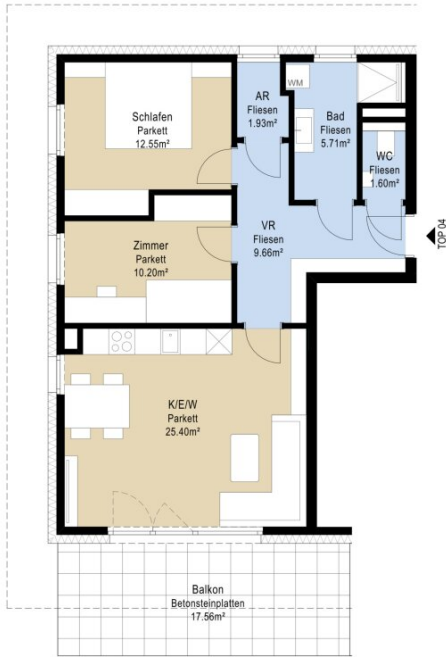 AR
Fliesen
1.93m²
WM
Bad
Fliesen
5.71m²
Schlafen
Parkett
12.55m²
WC
Fliesen
1.60m²
VR
Fliesen
9.66m²
TOP 04
Zimmer
Parkett
10.20m²
K/E/W
Parkett
25.40m²
Balkon
Betonsteinplatten
17.56m²